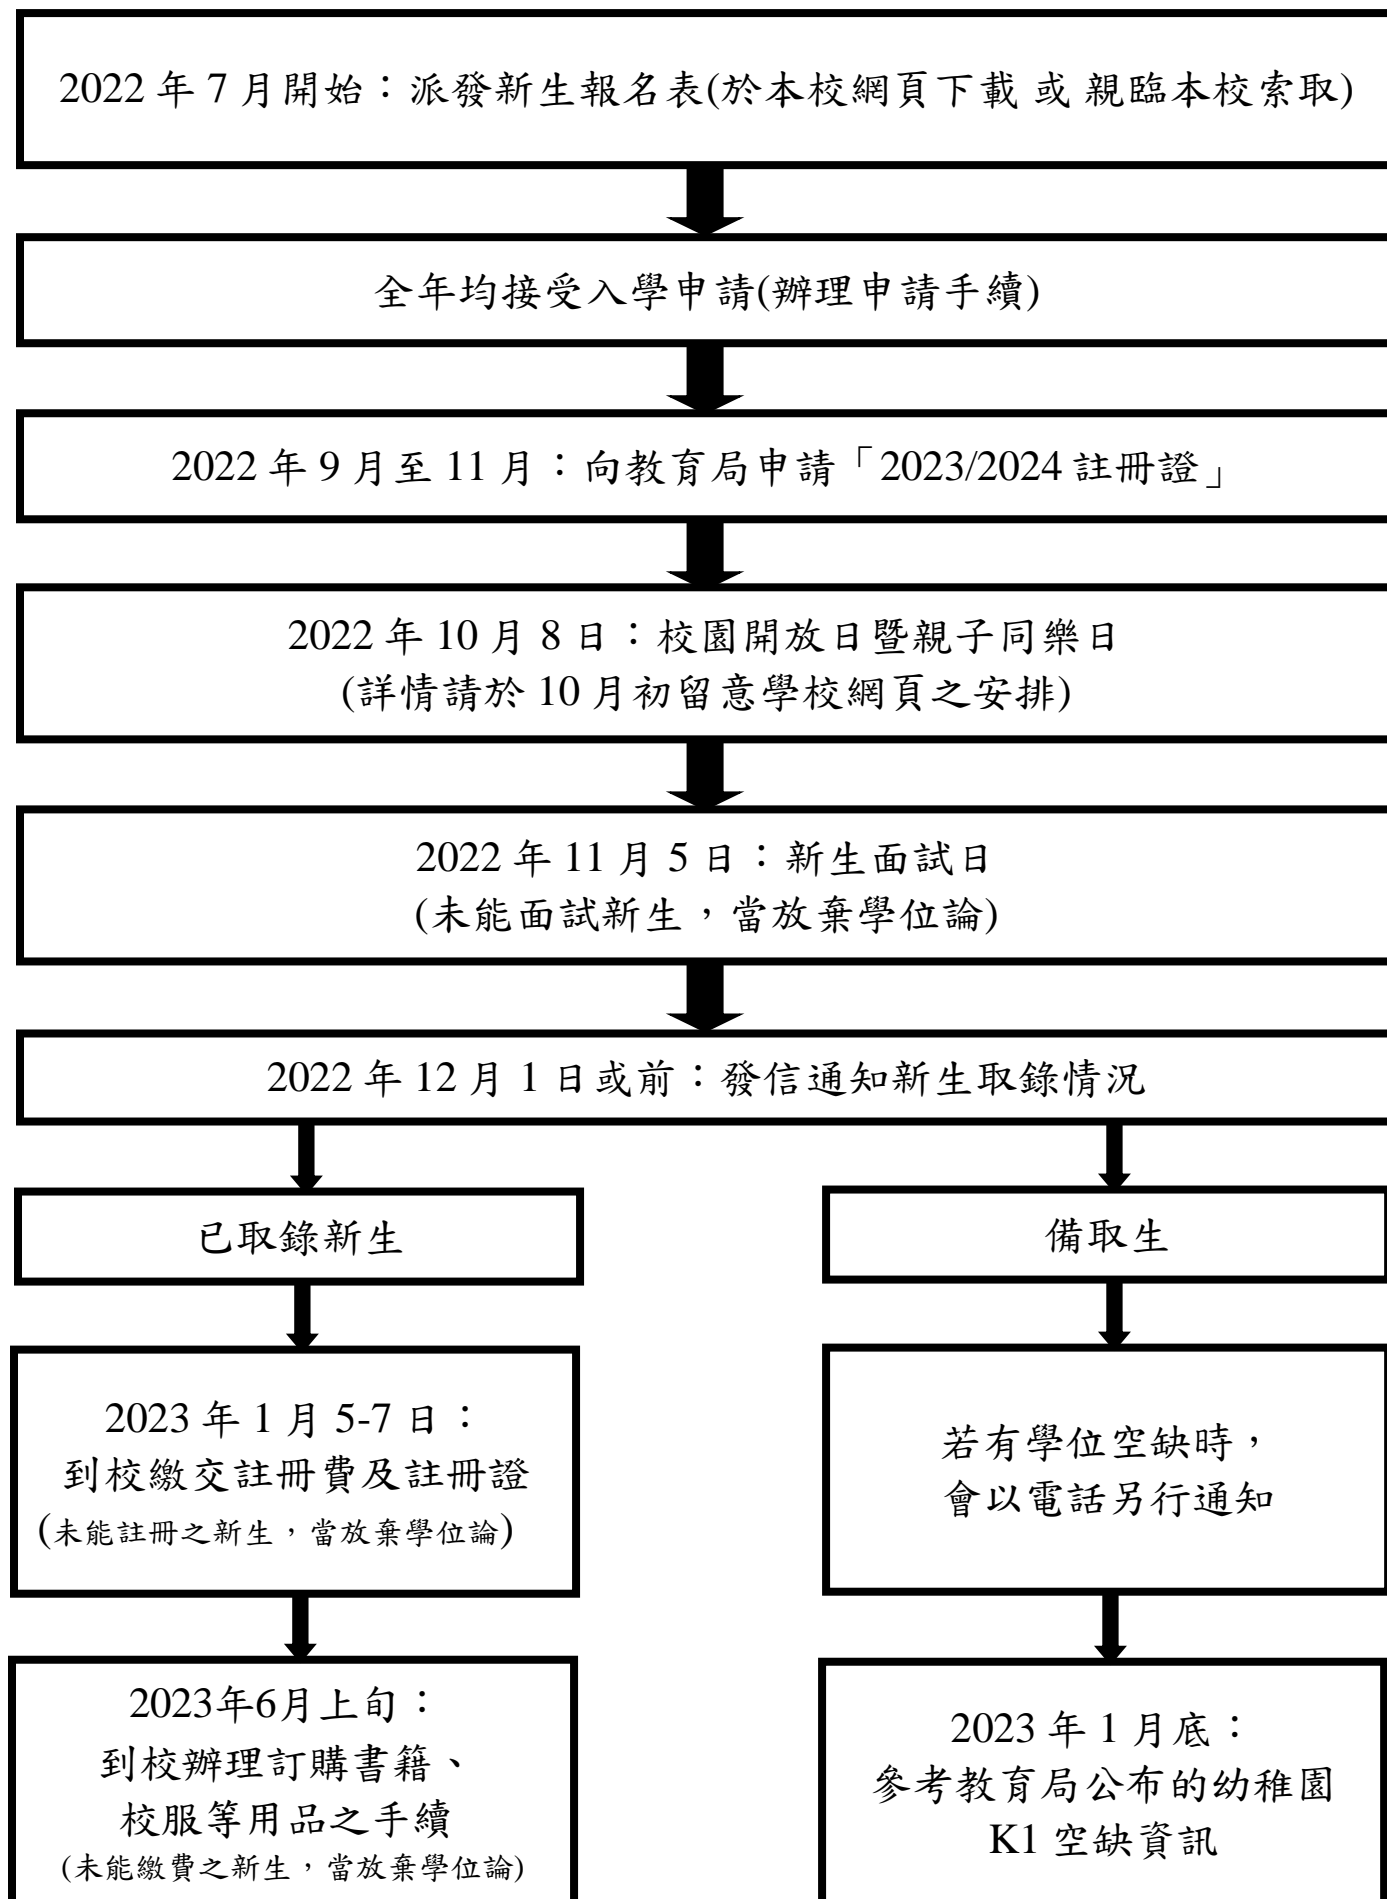 2022 年 7 月開始：派發新生報名表(於本校網頁下載 或 親臨本校索取)
全年均接受入學申請(辦理申請手續)
2022 年 9 月至 11 月：向教育局申請「2023/2024 註冊證」
2022 年 10 月 8 日：校園開放日暨親子同樂日
(詳情請於 10 月初留意學校網頁之安排)
2022 年 11 月 5 日：新生面試日
(未能面試新生，當放棄學位論)
2022 年 12 月 1 日或前：發信通知新生取錄情況
已取錄新生
2023 年 1 月 5-7 日：
到校繳交註冊費及註冊證
(未能註冊之新生，當放棄學位論)
2023年6月上旬：
到校辦理訂購書籍、
校服等用品之手續
(未能繳費之新生，當放棄學位論)
備取生
若有學位空缺時，
會以電話另行通知
2023 年 1 月底：
參考教育局公布的幼稚園
K1 空缺資訊